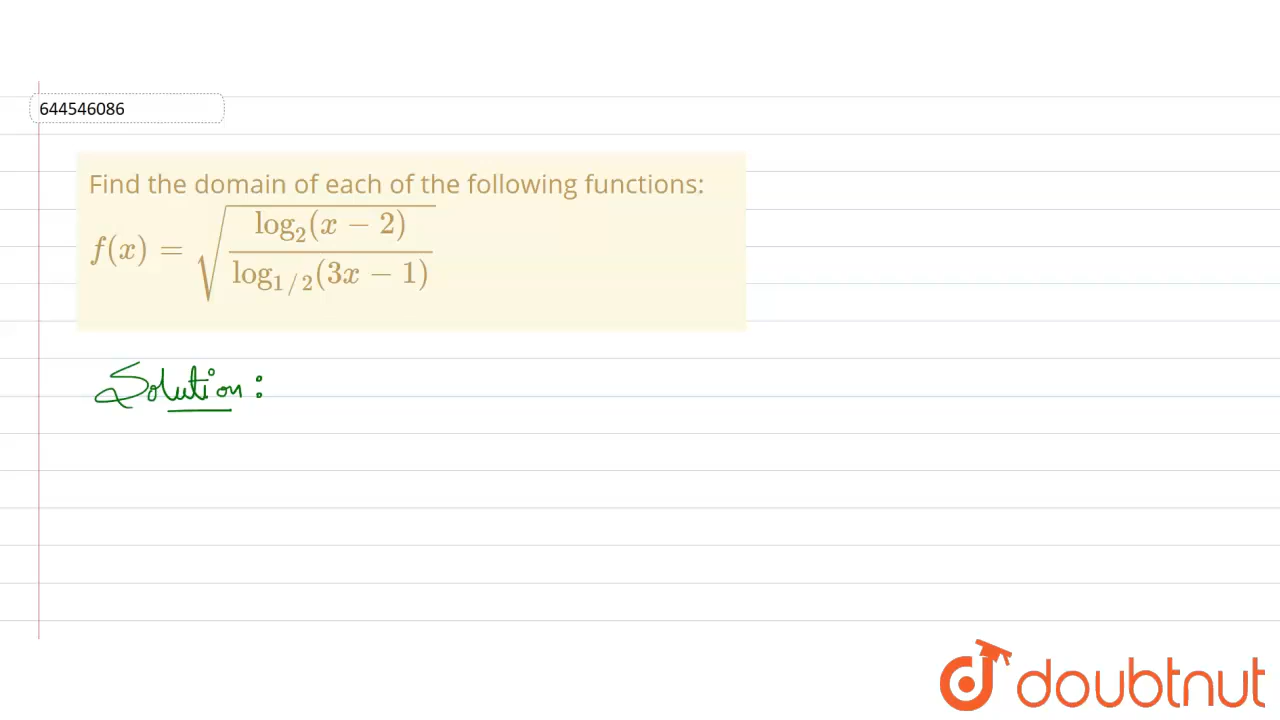 644546086
Find the domain of each of the following functions:
f(x) = √(log₂(x − 2) / log₁/₂(3x − 1))
Solution:
doubtnut